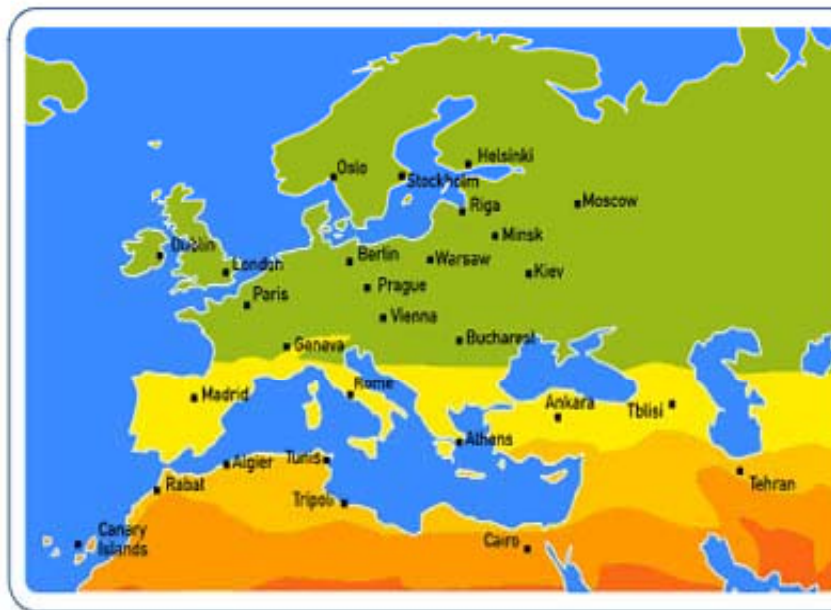 Oslo
Helsinki
Stockholm
Riga
Moscow
Dublin
Minsk
London
Berlin
Warsaw
Kiev
Paris
Prague
Vienna
Geneva
Bucharest
Madrid
Rome
Ankara
Tblisi
Athens
Algier
Tunis
Rabat
Tehran
Tripoli
Canary
Islands
Cairo